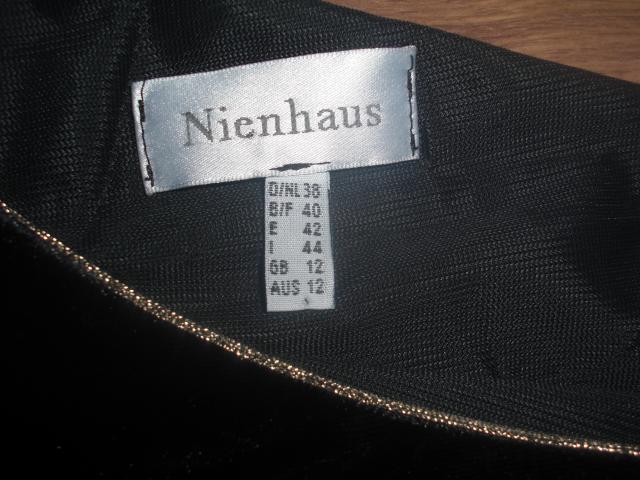 Nienhaus
D/NL 38
B/F 40
E 42
I 44
GB 12
AUS 12